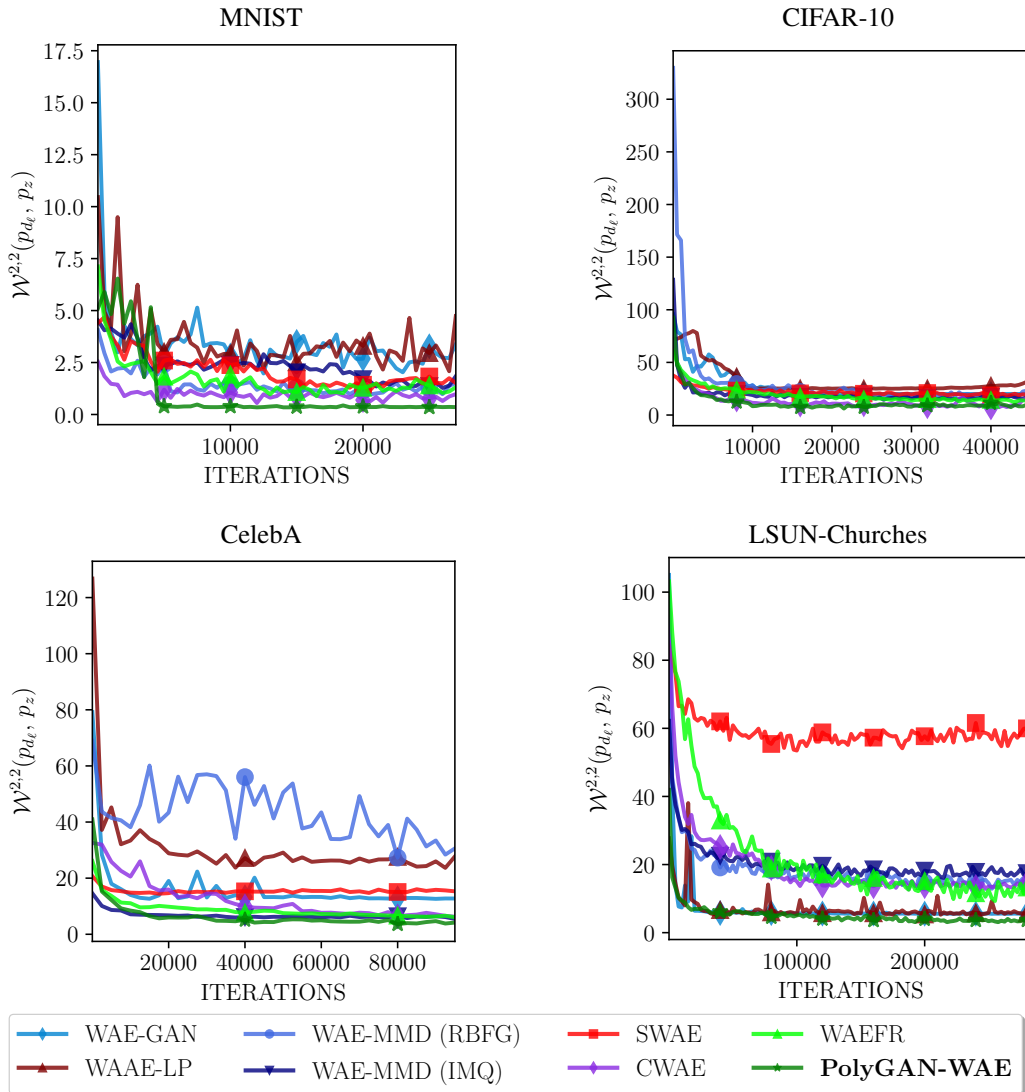 MNIST
CIFAR-10
17.5
15.0
12.5
10.0
7.5
5.0
2.5
0.0
10000 20000
ITERATIONS
𝒲^{2,2}(p_{d_ℓ}, p_z)
300
250
200
150
100
50
0
10000 20000 30000 40000
ITERATIONS
𝒲^{2,2}(p_{d_ℓ}, p_z)
CelebA
LSUN-Churches
120
100
80
60
40
20
0
20000 40000 60000 80000
ITERATIONS
𝒲^{2,2}(p_{d_ℓ}, p_z)
100
80
60
40
20
0
100000 200000
ITERATIONS
𝒲^{2,2}(p_{d_ℓ}, p_z)
WAE-GAN WAE-MMD (RBFG) SWAE WAEFR
WAAE-LP WAE-MMD (IMQ) CWAE PolyGAN-WAE